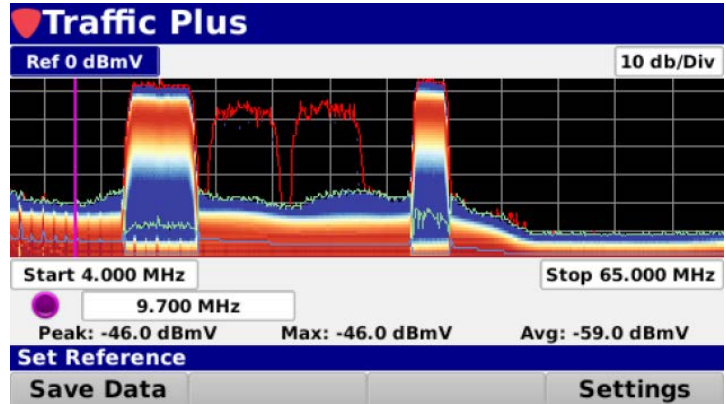 Traffic Plus
Ref 0 dBmV 10 db/Div
Start 4.000 MHz Stop 65.000 MHz
9.700 MHz
Peak: -46.0 dBmV Max: -46.0 dBmV Avg: -59.0 dBmV
Set Reference
Save Data Settings